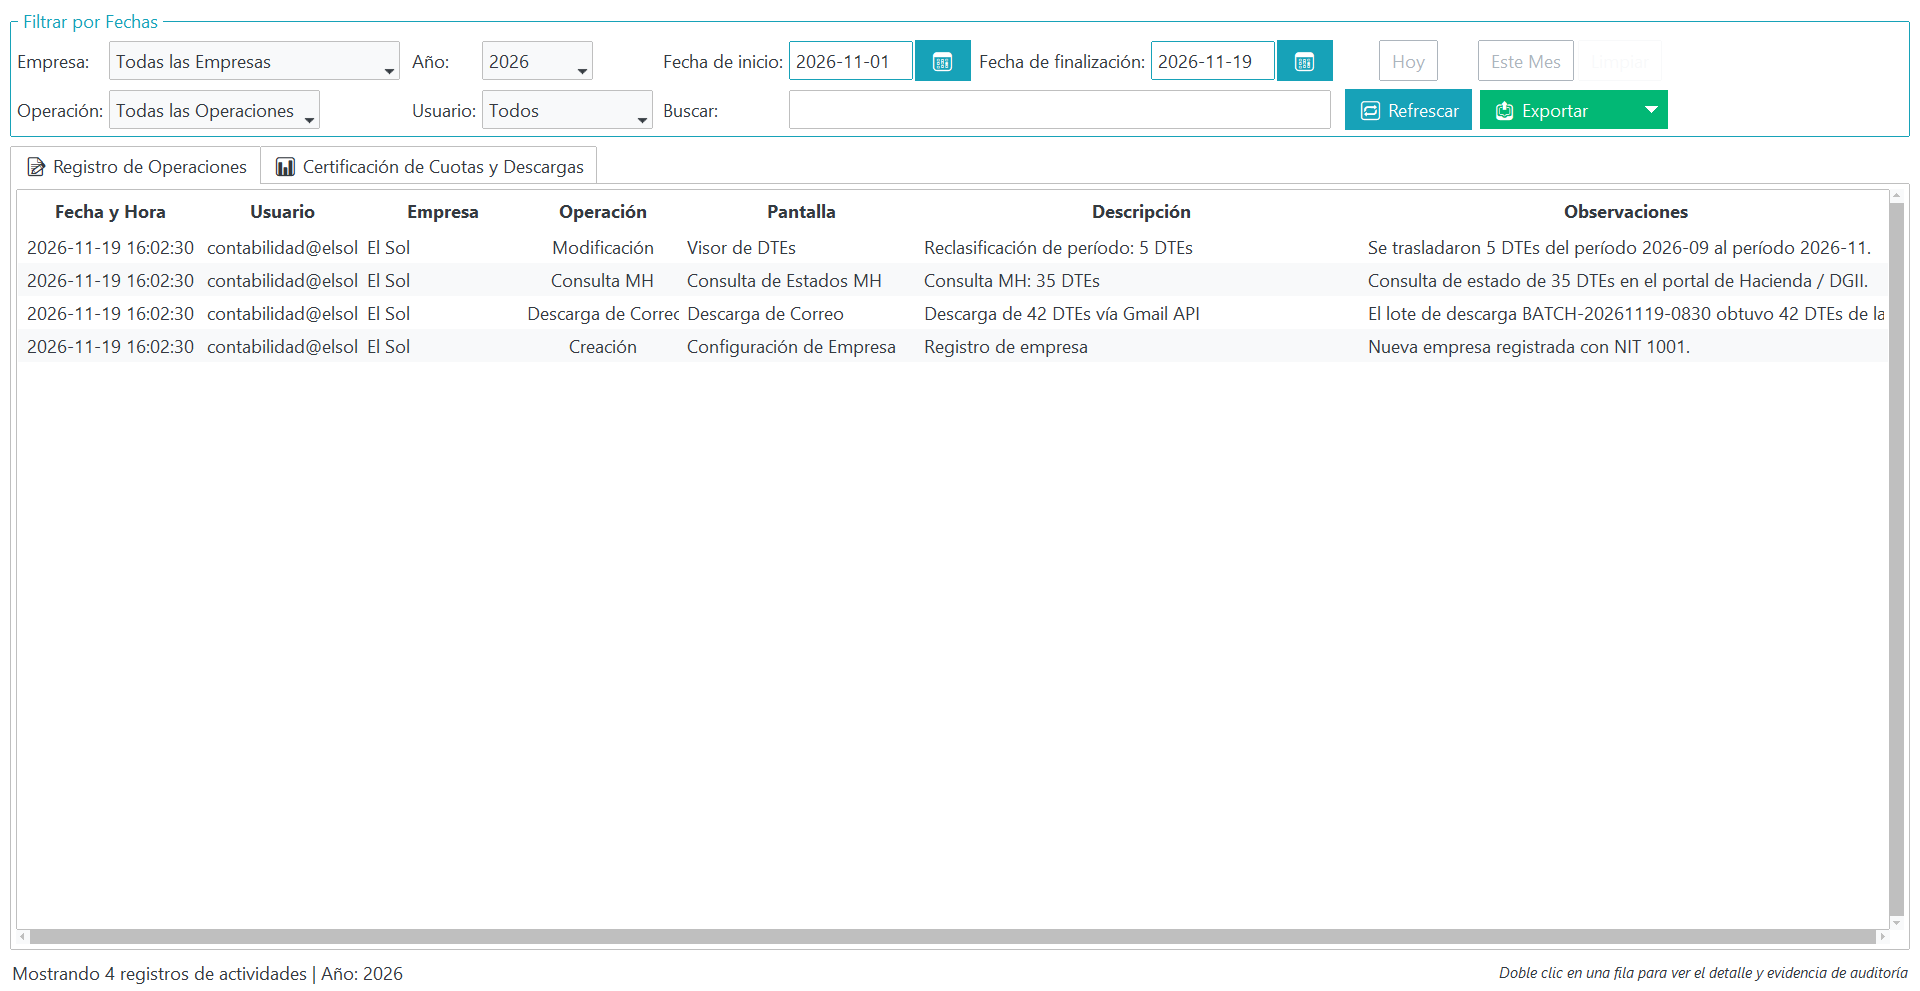 Filtrar por Fechas
Empresa: Todas las Empresas Año: 2026 Fecha de inicio: 2026-11-01 Fecha de finalización: 2026-11-19 Hoy Este Mes Limpiar
Operación: Todas las Operaciones Usuario: Todos Buscar: Refrescar Exportar
Registro de Operaciones Certificación de Cuotas y Descargas
Fecha y Hora Usuario Empresa Operación Pantalla Descripción Observaciones
2026-11-19 16:02:30 contabilidad@elsol El Sol Modificación Visor de DTEs Reclasificación de período: 5 DTEs Se trasladaron 5 DTEs del período 2026-09 al período 2026-11.
2026-11-19 16:02:30 contabilidad@elsol El Sol Consulta MH Consulta de Estados MH Consulta MH: 35 DTEs Consulta de estado de 35 DTEs en el portal de Hacienda / DGII.
2026-11-19 16:02:30 contabilidad@elsol El Sol Descarga de Correc Descarga de Correo Descarga de 42 DTEs vía Gmail API El lote de descarga BATCH-20261119-0830 obtuvo 42 DTEs de la
2026-11-19 16:02:30 contabilidad@elsol El Sol Creación Configuración de Empresa Registro de empresa Nueva empresa registrada con NIT 1001.
Mostrando 4 registros de actividades | Año: 2026
Doble clic en una fila para ver el detalle y evidencia de auditoría